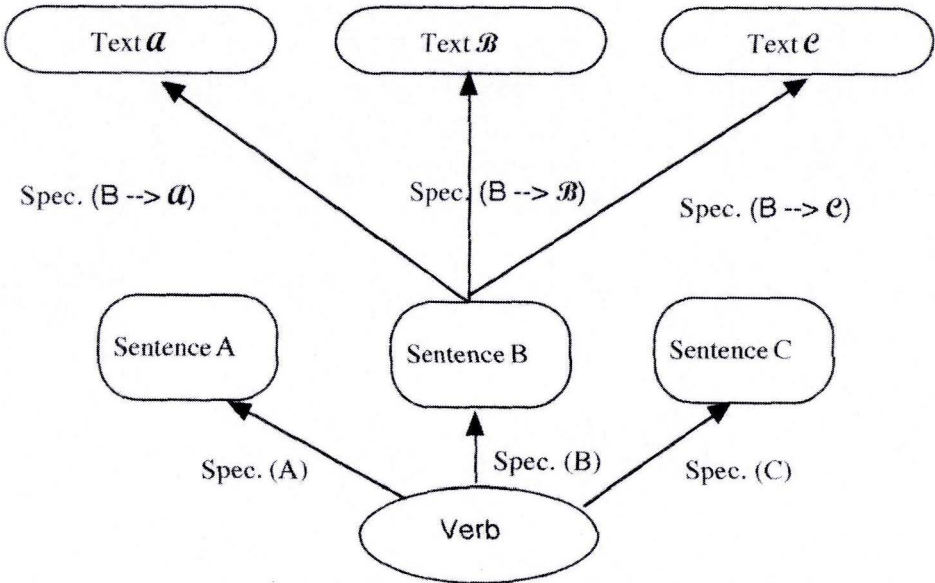 Text 𝒜
Text ℬ
Text 𝒞
Spec. (B --> 𝒜)
Spec. (B --> ℬ)
Spec. (B --> 𝒞)
Sentence A
Sentence B
Sentence C
Spec. (A)
Spec. (B)
Spec. (C)
Verb